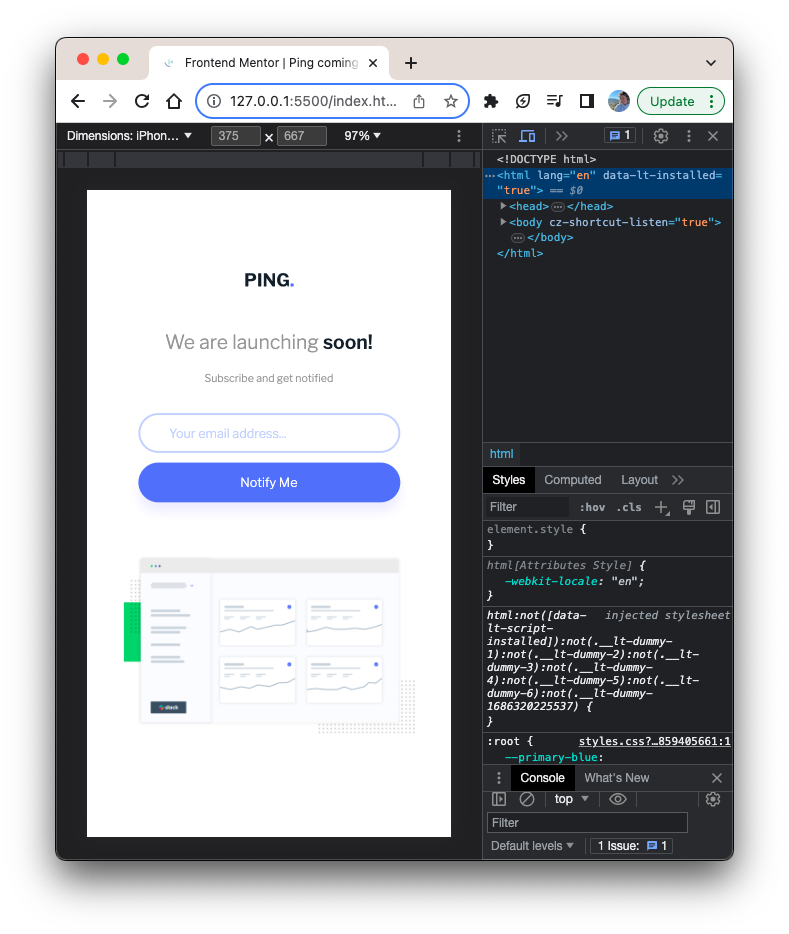 Frontend Mentor | Ping coming
127.0.0.1:5500/index.ht...
Update
Dimensions: iPhon...
375
×
667
97%
1
PING.
We are launching soon!
Subscribe and get notified
Your email address...
Notify Me
slack
<!DOCTYPE html>
<html lang="en" data-lt-installed=
"true"> == $0
<head>…</head>
<body cz-shortcut-listen="true">
…</body>
</html>
html
Styles
Computed
Layout
Filter
:hov
.cls
element.style {
}
html[Attributes Style] {
-webkit-locale: "en";
}
html:not([data- injected stylesheet
lt-script-
installed]):not(.__lt-dummy-
1):not(.__lt-dummy-2):not(.__lt-
dummy-3):not(.__lt-dummy-
4):not(.__lt-dummy-5):not(.__lt-
dummy-6):not(.__lt-dummy-
1686320225537) {
}
:root { styles.css?…859405661:1
--primary-blue:
Console
What's New
top
Filter
Default levels
1 Issue:
1